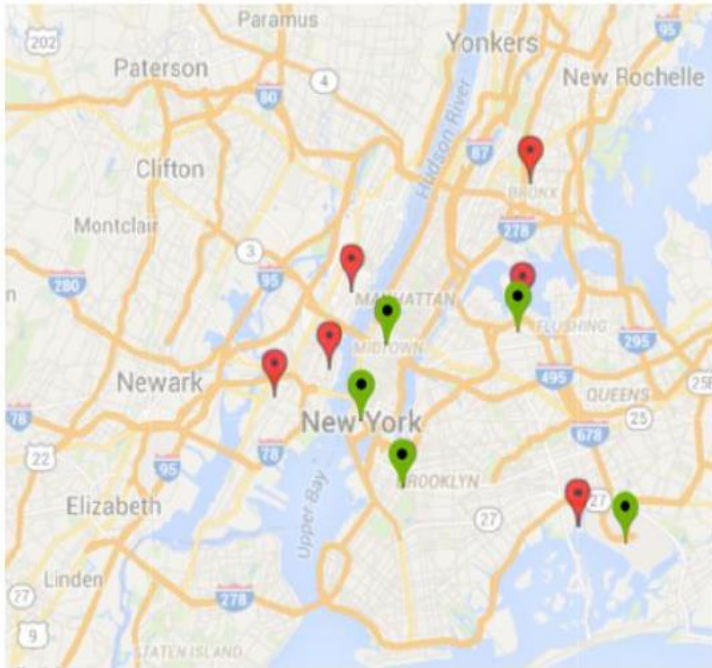 Paramus
95
202
Yonkers
Paterson
4
New Rochelle
80
Hudson River
87
Clifton
BRONX
Montclair
278
3
95
280
MANHATTAN
FLUSHING
MIDTOWN
295
Newark
495
QUEENS
25B
78
New York
25
678
22
95
78
BROOKLYN
Elizabeth
Upper Bay
27
27
Linden
27
278
9
STATEN ISLAND